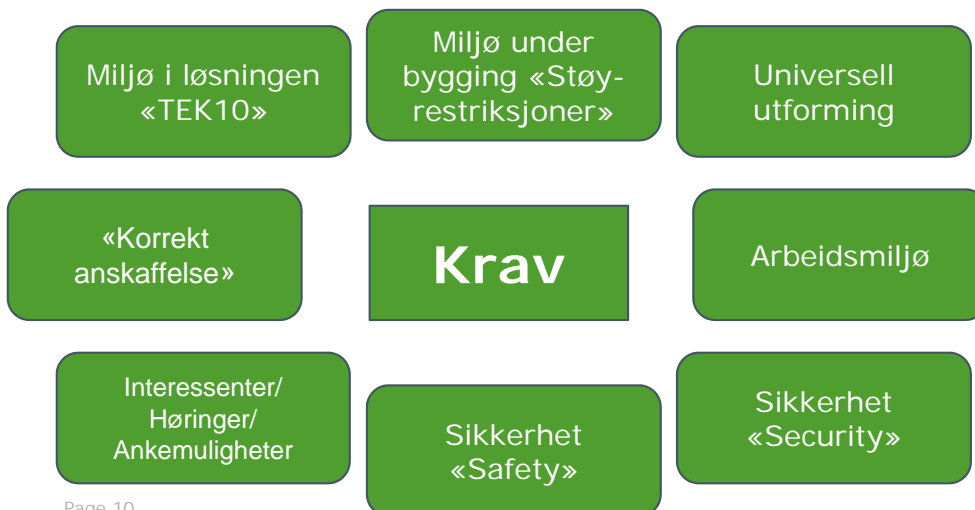 Miljø i løsningen
«TEK10»
Miljø under
bygging «Støy-
restriksjoner»
Universell
utforming
«Korrekt
anskaffelse»
Krav
Arbeidsmiljø
Interessenter/
Høringer/
Ankemuligheter
Sikkerhet
«Safety»
Sikkerhet
«Security»
Page 10